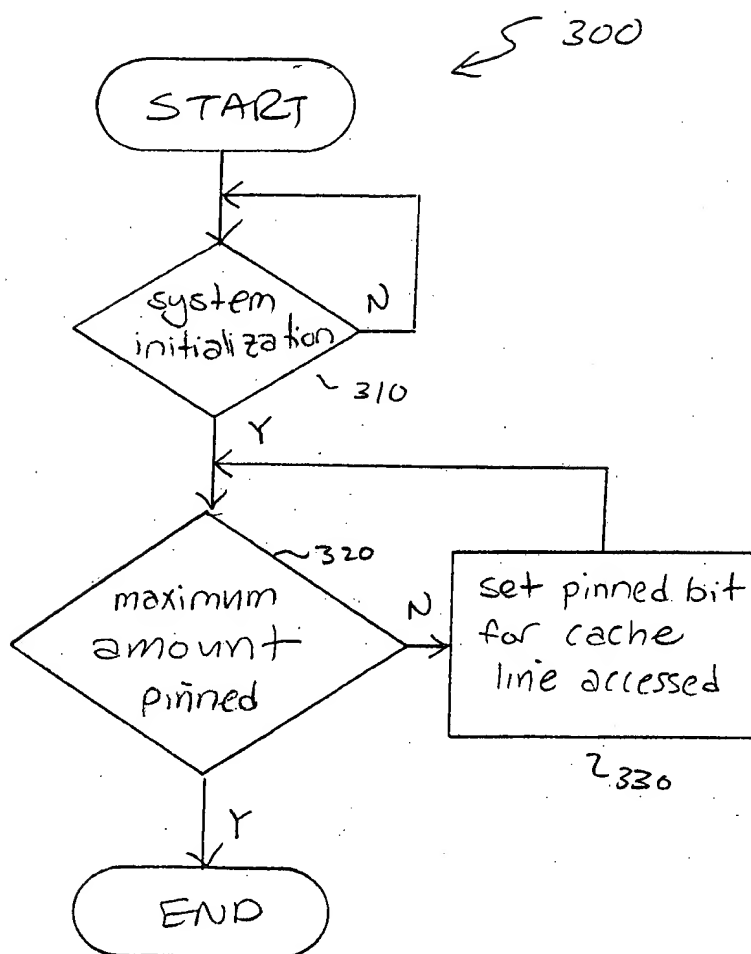 300
START
system
initialization
N
310
Y
320
maximum
amount
pinned
N
set pinned bit
for cache
line accessed
330
Y
END